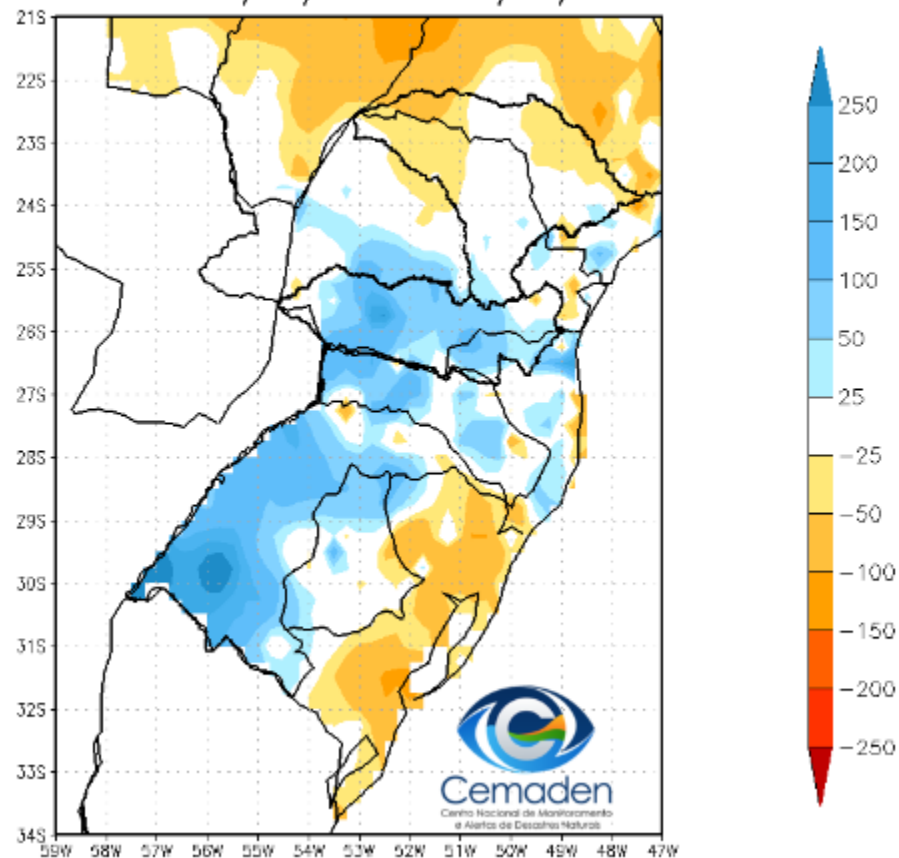 21S
22S
23S
24S
25S
26S
27S
28S
29S
30S
31S
32S
33S
34S
59W 58W 57W 56W 55W 54W 53W 52W 51W 50W 49W 48W 47W
250
200
150
100
50
25
−25
−50
−100
−150
−200
−250
Cemaden
Centro Nacional de Monitoramento
e Alertas de Desastres Naturais